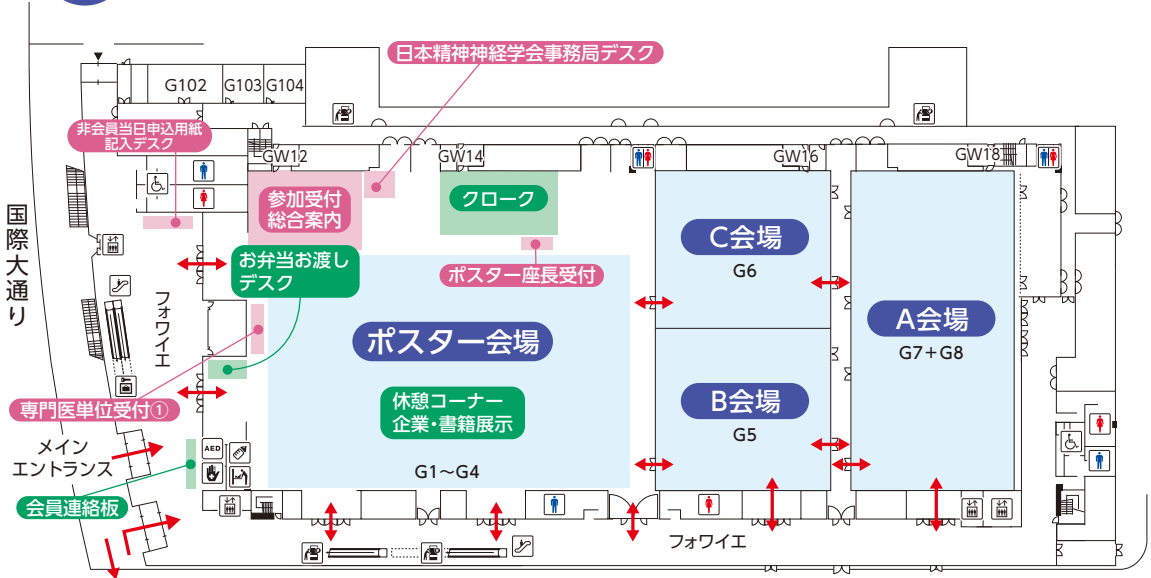 日本精神神経学会事務局デスク
G102
G103
G104
非会員当日申込用紙
記入デスク
GW12
GW14
GW16
GW18
参加受付
総合案内
クローク
国際大通り
お弁当お渡し
デスク
ポスター座長受付
C会場
G6
フォワイエ
ポスター会場
A会場
G7+G8
専門医単位受付①
休憩コーナー
企業・書籍展示
B会場
G5
メイン
エントランス
AED
G1～G4
会員連絡板
フォワイエ